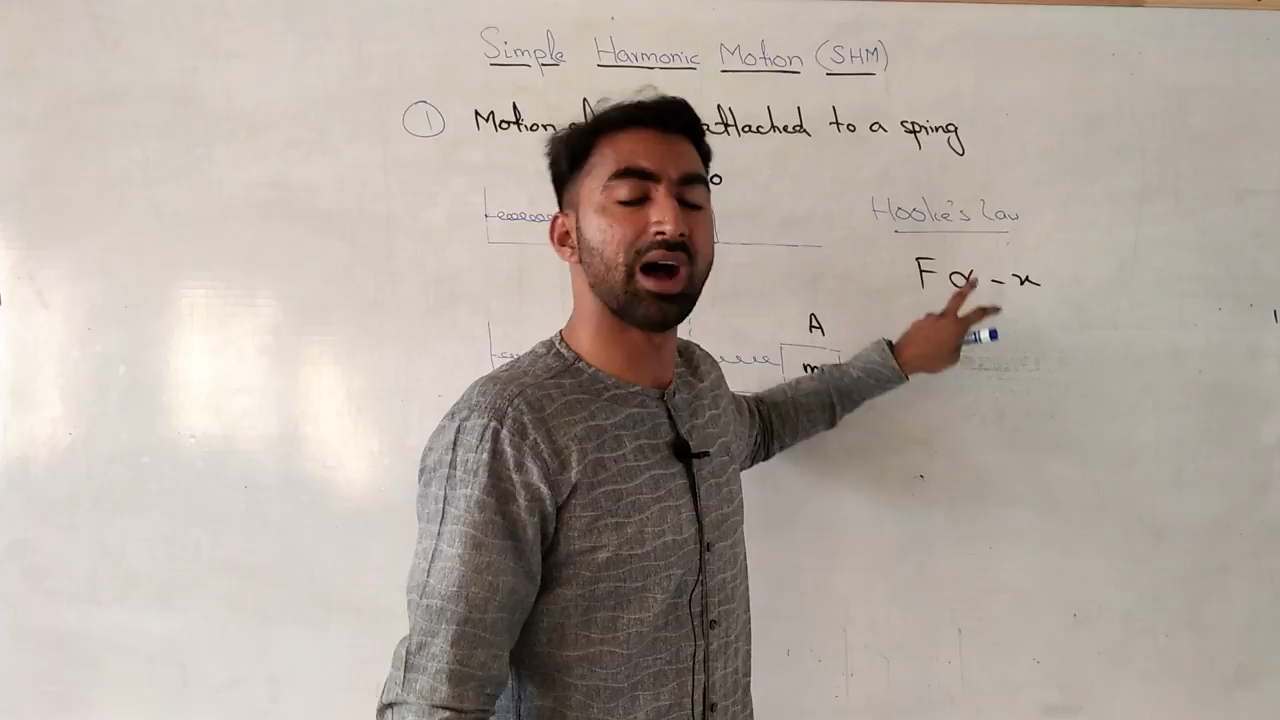 Simple Harmonic Motion (SHM)
① Motion attached to a spring
o
Hooke's Law
F ∝ - x
A
m